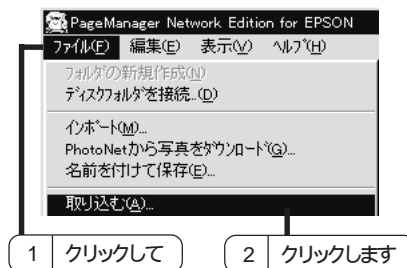 PageManager Network Edition for EPSON
ファイル(F) 編集(E) 表示(V) ヘルプ(H)
フォルダの新規作成(N)
ディスクフォルダを接続..(D)
インポート(M)...
PhotoNetから写真をダウンロード(G)...
名前を付けて保存(E)...
取り込む(A)...
1 クリックして 2 クリックします